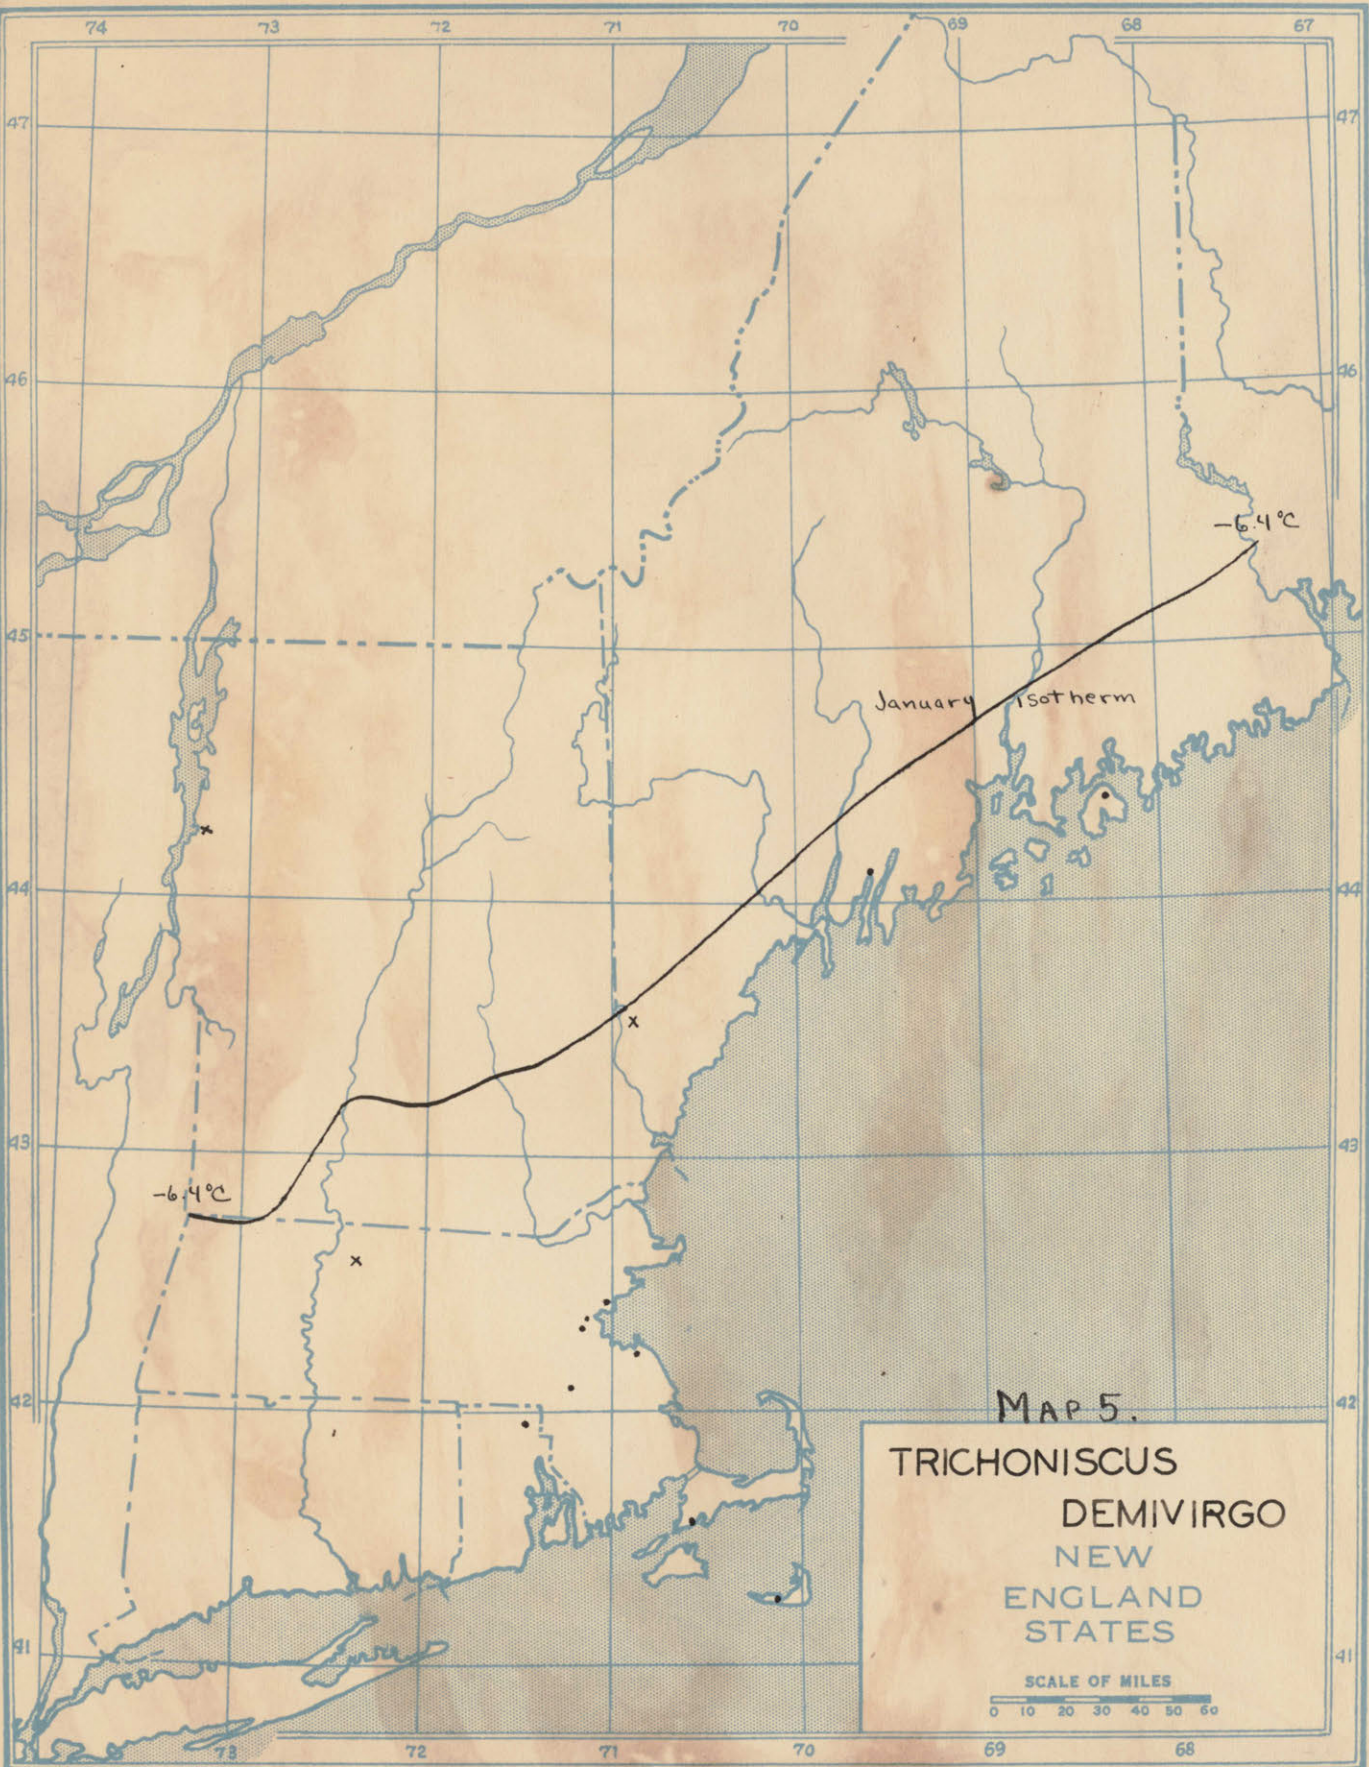 74 73 72 71 70 69 68 67
47 47
46 46
-6.4°C
45
January Isotherm
44 44
43 43
-6.4°C
42 42
MAP 5.
TRICHONISCUS
DEMIVIRGO
NEW
ENGLAND
STATES
41 41
SCALE OF MILES
0 10 20 30 40 50 60
73 72 71 70 69 68